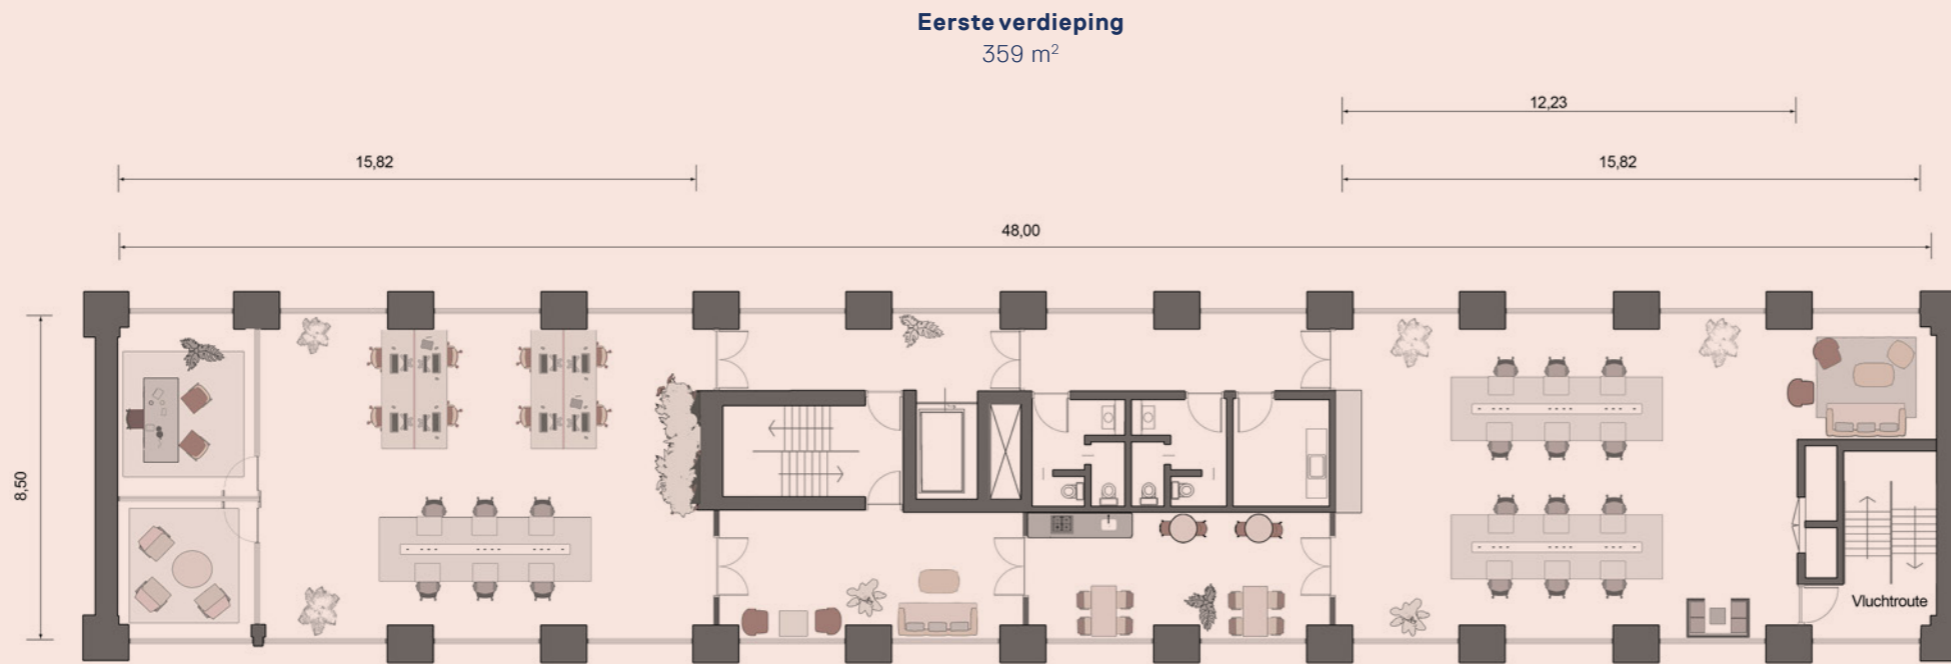 Eerste verdieping
359 m²
12,23
15,82
15,82
48,00
8,50
Vluchtroute